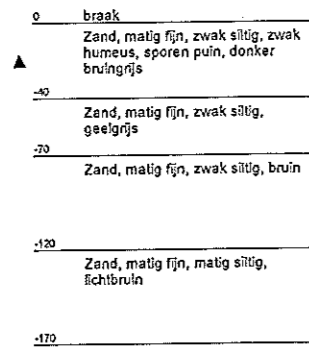 0 braak
Zand, matig fijn, zwak siltig, zwak
humeus, sporen puin, donker
bruingrijs
-40
Zand, matig fijn, zwak siltig,
geelgrijs
-70
Zand, matig fijn, zwak siltig, bruin
-120
Zand, matig fijn, matig siltig,
lichtbruin
-170